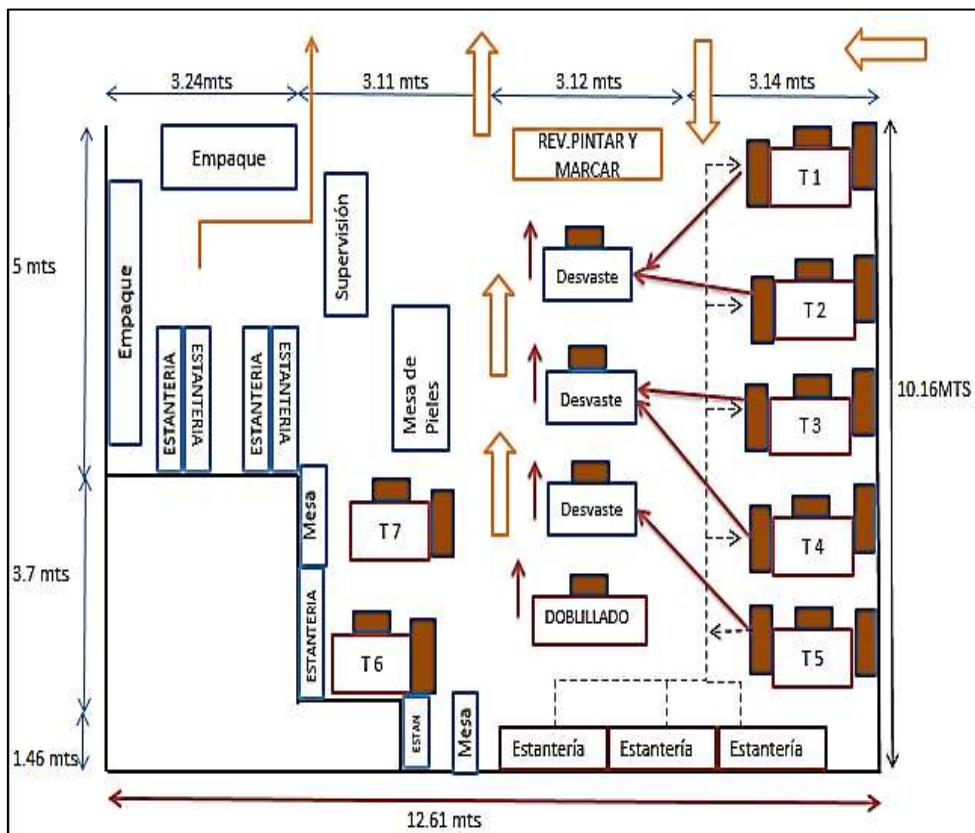 3.24mts
3.11 mts
3.12 mts
3.14 mts
Empaque
REV.PINTAR Y
MARCAR
T 1
Supervisión
Desvaste
5 mts
Empaque
T 2
ESTANTERIA
ESTANTERIA
ESTANTERIA
ESTANTERIA
Mesa de
Pieles
Desvaste
T 3
10.16MTS
Mesa
T7
Desvaste
T 4
3.7 mts
ESTANTERIA
T 6
DOBLILLADO
T 5
ESTAN
Mesa
Estantería
Estantería
Estantería
1.46 mts
12.61 mts